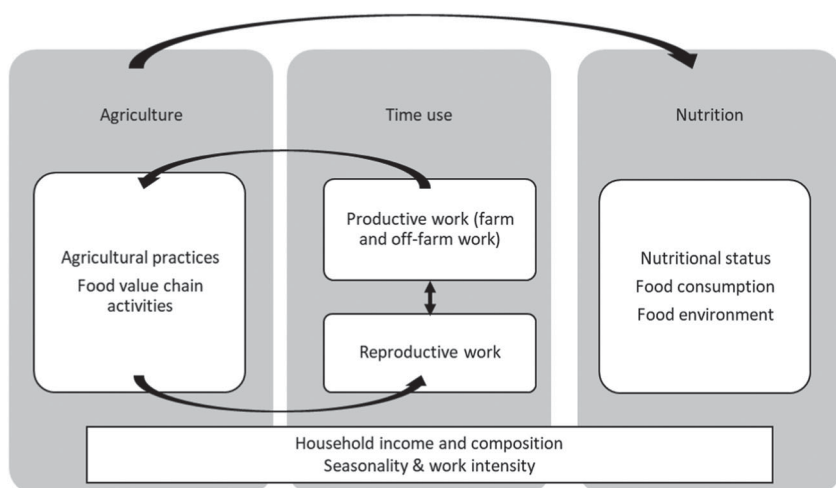 Agriculture
Time use
Nutrition
Agricultural practices
Food value chain
activities
Productive work (farm
and off-farm work)
Reproductive work
Nutritional status
Food consumption
Food environment
Household income and composition
Seasonality & work intensity